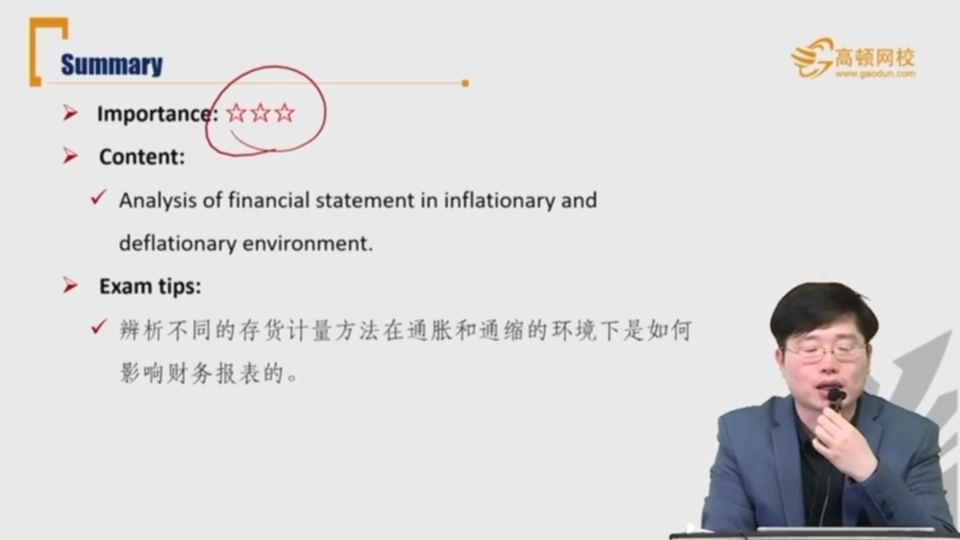 Summary
高顿网校
www.gaodun.com
Importance: ☆☆☆
Content:
Analysis of financial statement in inflationary and
deflationary environment.
Exam tips:
辨析不同的存货计量方法在通胀和通缩的环境下是如何
影响财务报表的。